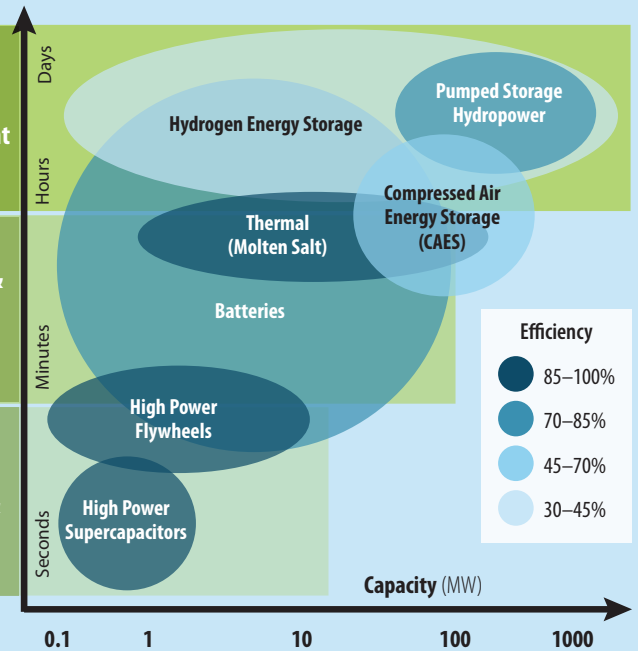 Days
Hours
Minutes
Seconds
Pumped Storage
Hydropower
Hydrogen Energy Storage
Compressed Air
Energy Storage
(CAES)
Thermal
(Molten Salt)
Batteries
High Power
Flywheels
High Power
Supercapacitors
Efficiency
85–100%
70–85%
45–70%
30–45%
Capacity (MW)
0.1 1 10 100 1000